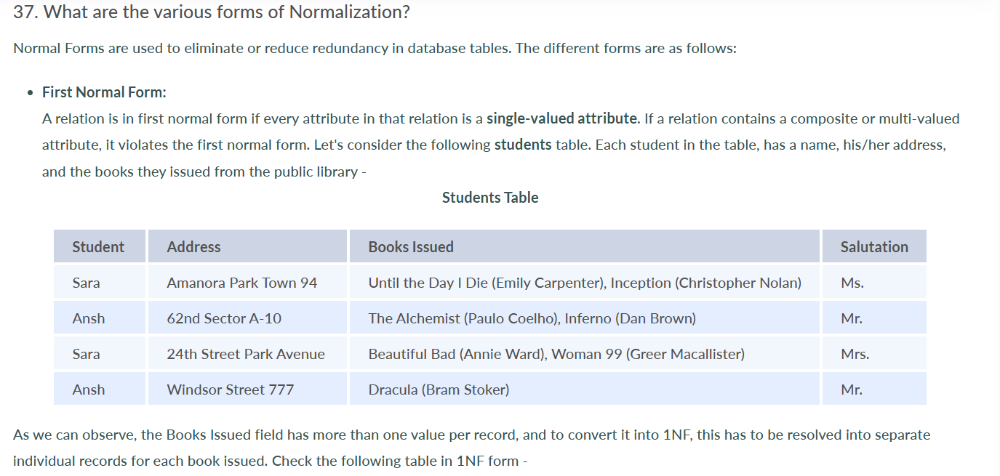 37. What are the various forms of Normalization?
Normal Forms are used to eliminate or reduce redundancy in database tables. The different forms are as follows:
• First Normal Form:
A relation is in first normal form if every attribute in that relation is a single-valued attribute. If a relation contains a composite or multi-valued
attribute, it violates the first normal form. Let's consider the following students table. Each student in the table, has a name, his/her address,
and the books they issued from the public library -
Students Table
Student Address Books Issued Salutation
Sara Amanora Park Town 94 Until the Day I Die (Emily Carpenter), Inception (Christopher Nolan) Ms.
Ansh 62nd Sector A-10 The Alchemist (Paulo Coelho), Inferno (Dan Brown) Mr.
Sara 24th Street Park Avenue Beautiful Bad (Annie Ward), Woman 99 (Greer Macallister) Mrs.
Ansh Windsor Street 777 Dracula (Bram Stoker) Mr.
As we can observe, the Books Issued field has more than one value per record, and to convert it into 1NF, this has to be resolved into separate
individual records for each book issued. Check the following table in 1NF form -